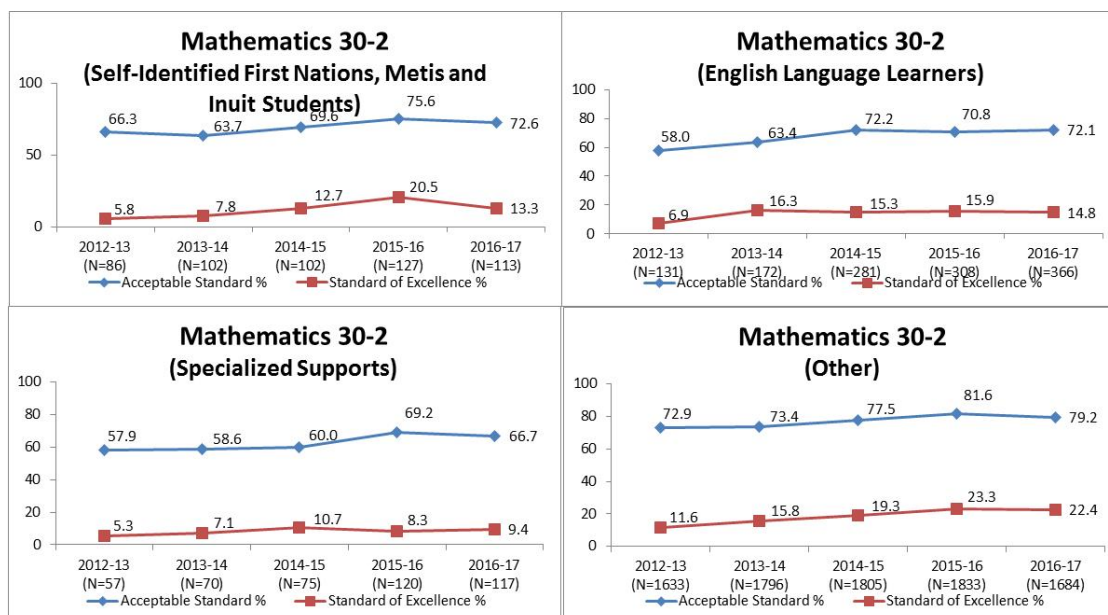 Mathematics 30-2
(Self-Identified First Nations, Metis and
Inuit Students)
100
50
0
66.3
63.7
69.6
75.6
72.6
5.8
7.8
12.7
20.5
13.3
2012-13
(N=86)
2013-14
(N=102)
2014-15
(N=102)
2015-16
(N=127)
2016-17
(N=113)
Acceptable Standard %
Standard of Excellence %
Mathematics 30-2
(English Language Learners)
100
80
60
40
20
0
58.0
63.4
72.2
70.8
72.1
6.9
16.3
15.3
15.9
14.8
2012-13
(N=131)
2013-14
(N=172)
2014-15
(N=281)
2015-16
(N=308)
2016-17
(N=366)
Acceptable Standard %
Standard of Excellence %
Mathematics 30-2
(Specialized Supports)
100
80
60
40
20
0
57.9
58.6
60.0
69.2
66.7
5.3
7.1
10.7
8.3
9.4
2012-13
(N=57)
2013-14
(N=70)
2014-15
(N=75)
2015-16
(N=120)
2016-17
(N=117)
Acceptable Standard %
Standard of Excellence %
Mathematics 30-2
(Other)
100
80
60
40
20
0
72.9
73.4
77.5
81.6
79.2
11.6
15.8
19.3
23.3
22.4
2012-13
(N=1633)
2013-14
(N=1796)
2014-15
(N=1805)
2015-16
(N=1833)
2016-17
(N=1684)
Acceptable Standard %
Standard of Excellence %